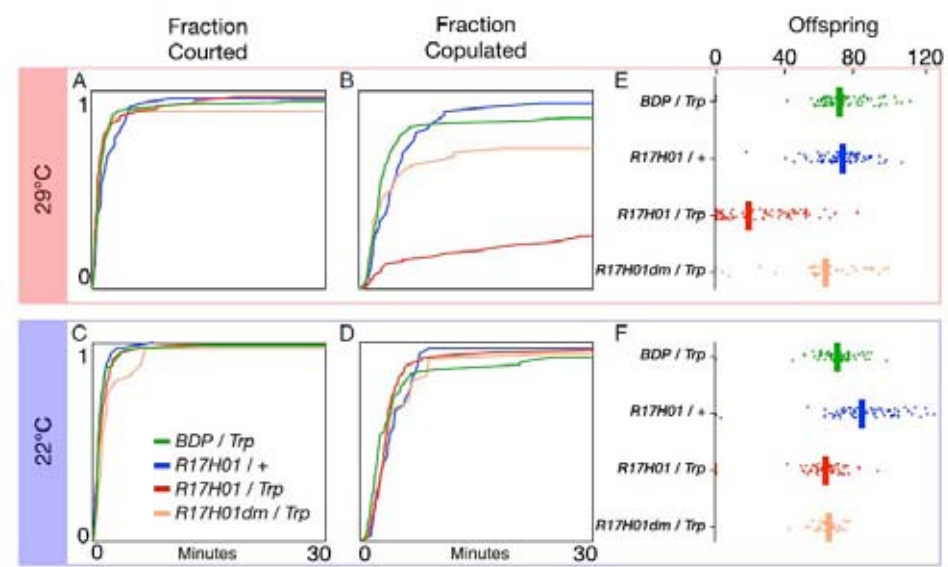 Fraction
Courted
Fraction
Copulated
Offspring
0 40 80 120
29°C
A
1
0
B
E
BDP / Trp
R17H01 / +
R17H01 / Trp
R17H01dm / Trp
22°C
C
1
0
BDP / Trp
R17H01 / +
R17H01 / Trp
R17H01dm / Trp
0 Minutes 30
D
0 Minutes 30
F
BDP / Trp
R17H01 / +
R17H01 / Trp
R17H01dm / Trp